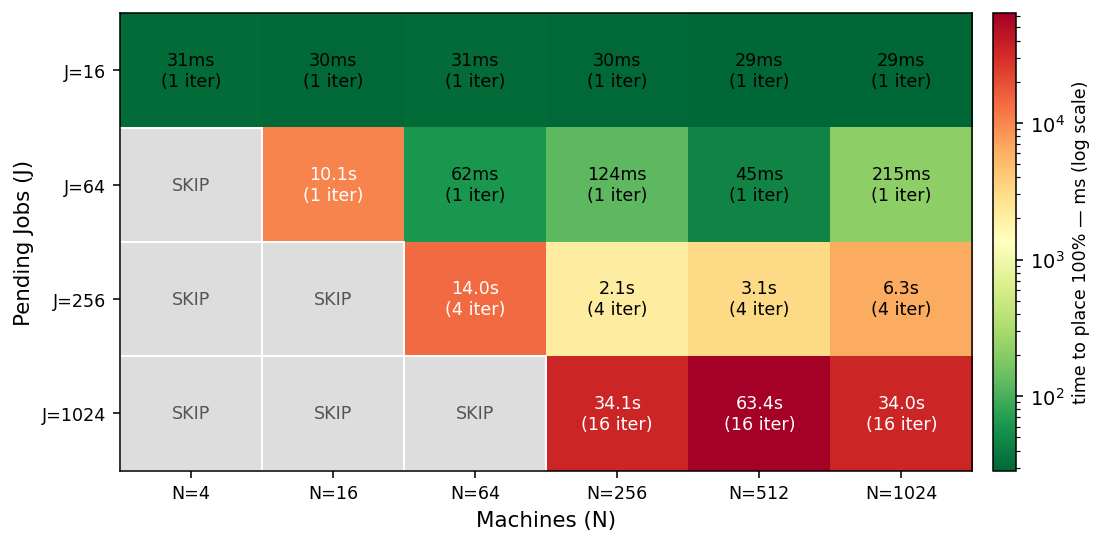 31ms 30ms 31ms 30ms 29ms 29ms
(1 iter) (1 iter) (1 iter) (1 iter) (1 iter) (1 iter)
J=16
10.1s 62ms 124ms 45ms 215ms
J=64 SKIP
(1 iter) (1 iter) (1 iter) (1 iter) (1 iter)
14.0s 2.1s 3.1s 6.3s
J=256 SKIP SKIP
(4 iter) (4 iter) (4 iter) (4 iter)
34.1s 63.4s 34.0s
J=1024 SKIP SKIP SKIP
(16 iter) (16 iter) (16 iter)
N=4 N=16 N=64 N=256 N=512 N=1024
Machines (N)
Pending Jobs (J)
10⁴
10³
10²
time to place 100% — ms (log scale)